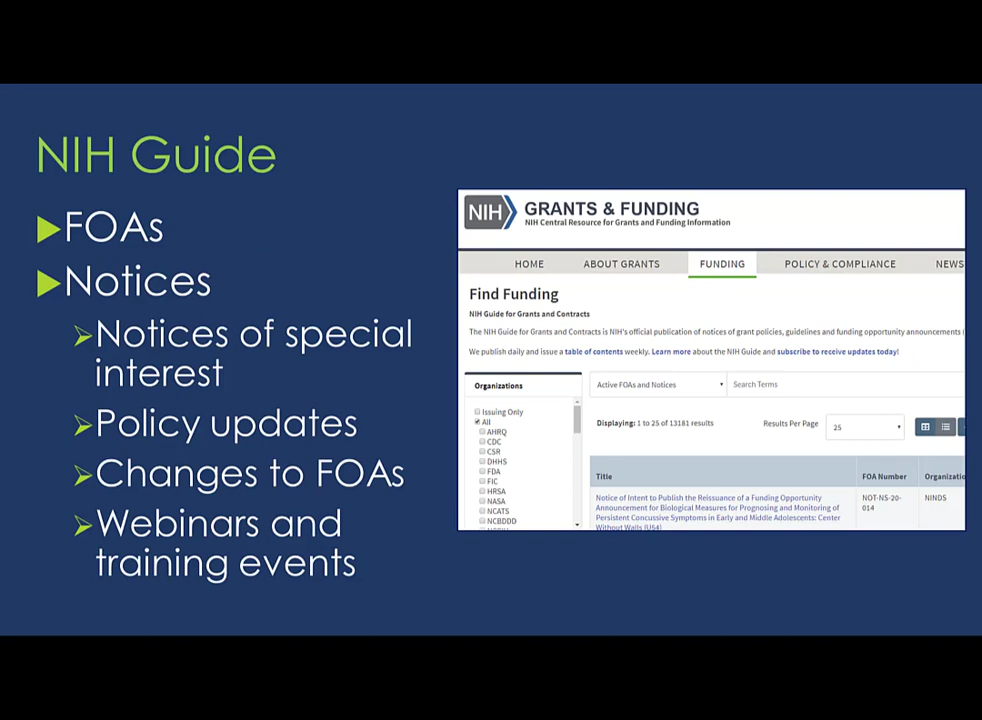 NIH Guide
FOAs
Notices
Notices of special
interest
Policy updates
Changes to FOAs
Webinars and
training events
NIH
GRANTS & FUNDING
NIH Central Resource for Grants and Funding Information
HOME ABOUT GRANTS FUNDING POLICY & COMPLIANCE NEWS
Find Funding
NIH Guide for Grants and Contracts
The NIH Guide for Grants and Contracts is NIH's official publication of notices of grant policies, guidelines and funding opportunity announcements
We publish daily and issue a table of contents weekly. Learn more about the NIH Guide and subscribe to receive updates today!
Organizations
Issuing Only
All
AHRQ
CDC
CSR
DHHS
FDA
FIC
HRSA
NASA
NCATS
NCBDDD
Active FOAs and Notices Search Terms
Displaying: 1 to 25 of 13181 results Results Per Page 25
Title FOA Number Organizatio
Notice of Intent to Publish the Reissuance of a Funding Opportunity
Announcement for Biological Measures for Prognosing and Monitoring of
Persistent Concussive Symptoms in Early and Middle Adolescents: Center
Without Walls (U54)
NOT-NS-20-
014
NINDS